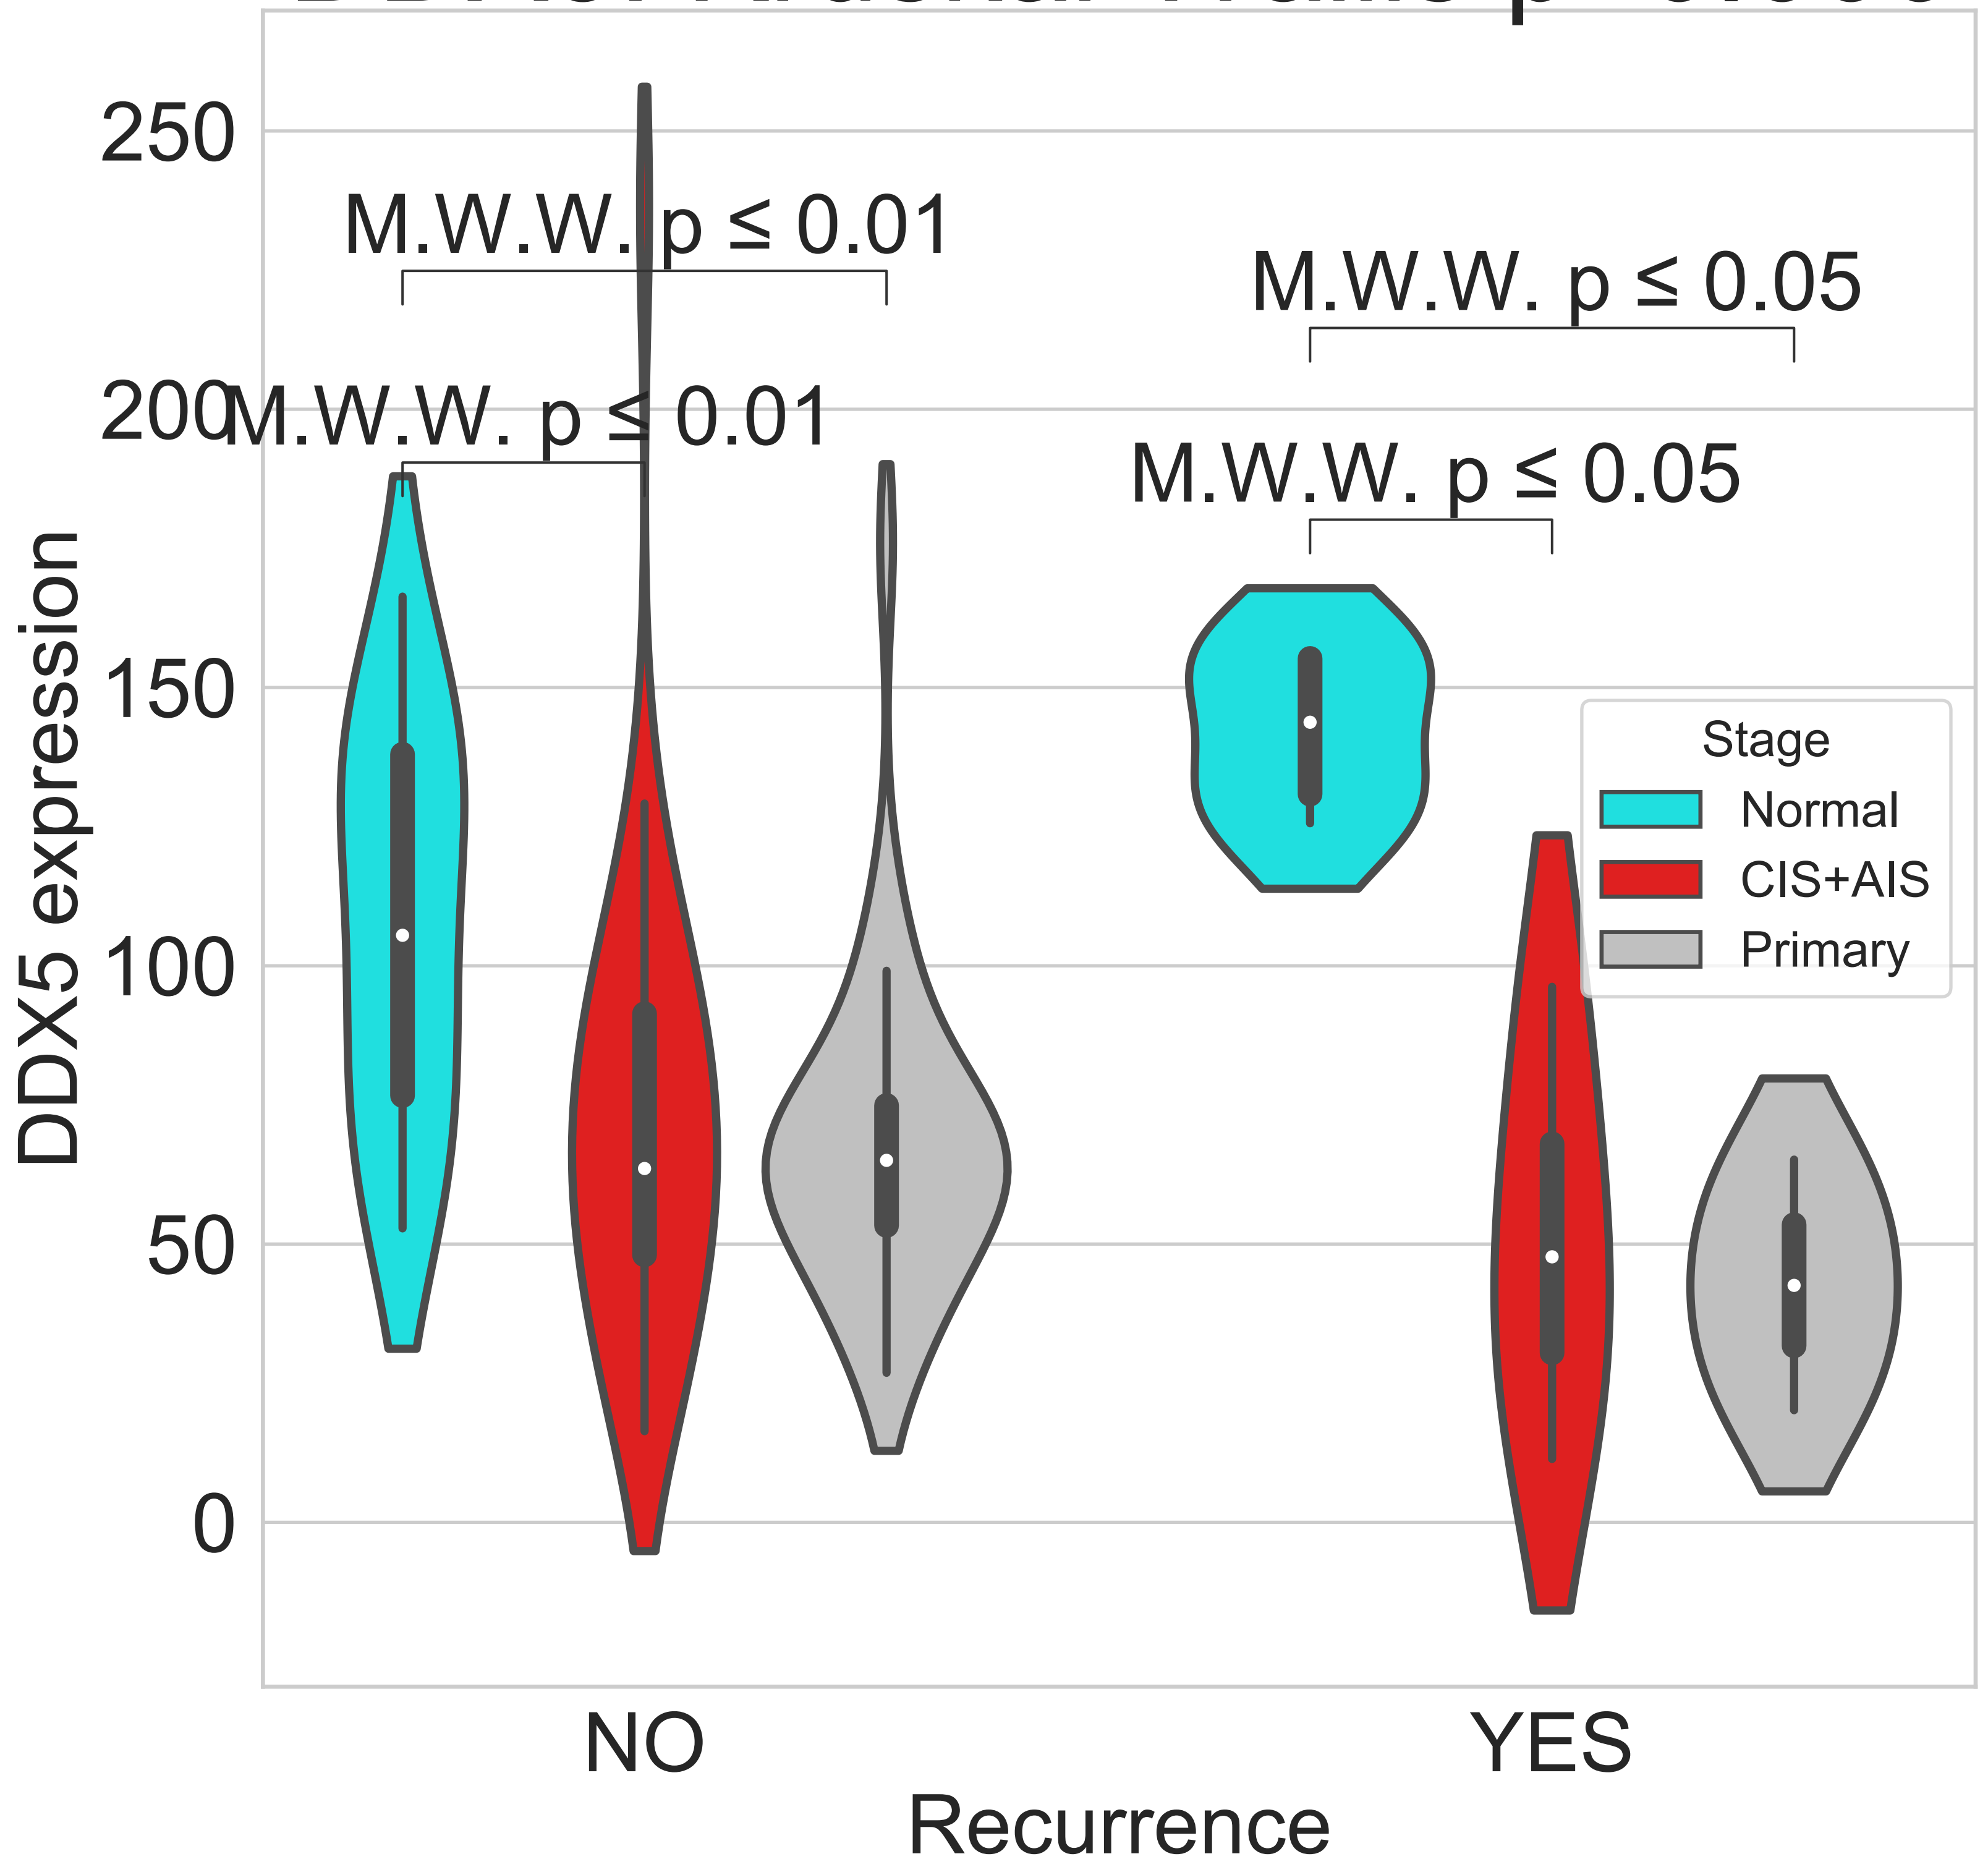 250
M.W.W. p ≤ 0.01
M.W.W. p ≤ 0.05
200
M.W.W. p ≤ 0.01
M.W.W. p ≤ 0.05
150
Stage
Normal
CIS+AIS
Primary
100
50
0
DDX5 expression
NO
YES
Recurrence